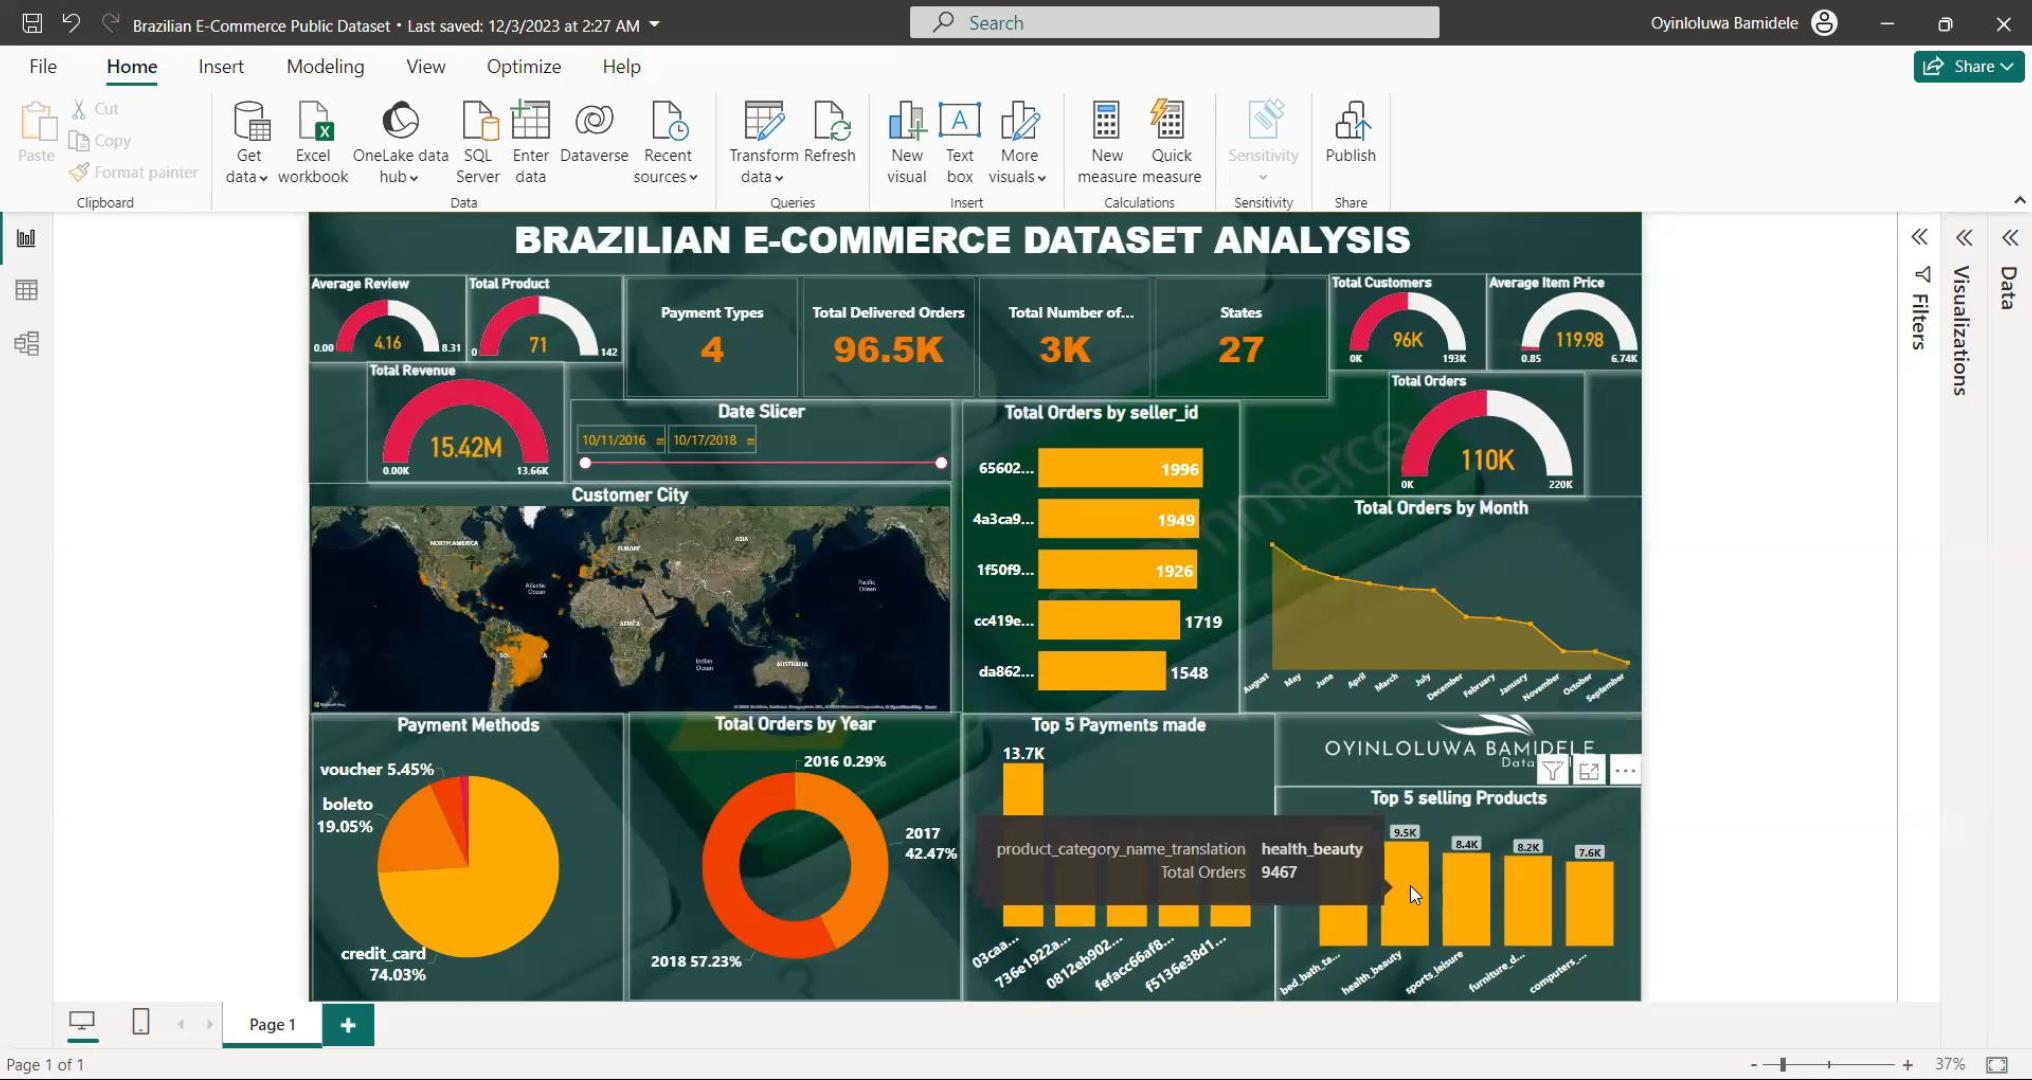 Brazilian E-Commerce Public Dataset • Last saved: 12/3/2023 at 2:27 AM
Search
Oyinloluwa Bamidele
File Home Insert Modeling View Optimize Help
Share
Paste
Cut
Copy
Format painter
Get data
Excel workbook
OneLake data hub
SQL Server
Enter data
Dataverse
Recent sources
Transform data
Refresh
New visual
Text box
More visuals
New measure
Quick measure
Sensitivity
Publish
Clipboard
Data
Queries
Insert
Calculations
Sensitivity
Share
BRAZILIAN E-COMMERCE DATASET ANALYSIS
Average Review
4.16
0.00
8.31
Total Product
71
0
142
Payment Types
4
Total Delivered Orders
96.5K
Total Number of...
3K
States
27
Total Customers
96K
0K
193K
Average Item Price
119.98
0.85
6.74K
Total Revenue
15.42M
0.00K
13.66K
Date Slicer
10/11/2016
10/17/2018
Total Orders by seller_id
65602... 1996
4a3ca9... 1949
1f50f9... 1926
cc419e... 1719
da862... 1548
Total Orders
110K
0K
220K
Customer City
NORTH AMERICA
EUROPE
ASIA
Atlantic Ocean
Pacific Ocean
AFRICA
Indian Ocean
AUSTRALIA
Total Orders by Month
August
May
June
April
March
July
December
February
January
November
October
September
Payment Methods
voucher 5.45%
boleto
19.05%
credit_card
74.03%
Total Orders by Year
2016 0.29%
2017
42.47%
2018 57.23%
Top 5 Payments made
13.7K
03caa...
736e1922a...
0812eb902...
fefacc66af8...
f5136e38d1...
OYINLOLUWA BAMIDELE
Data
Top 5 selling Products
9.5K
8.4K
8.2K
7.6K
bed_bath_ta...
health_beauty
sports_leisure
furniture_d...
computers_...
product_category_name_translation health_beauty
Total Orders 9467
Filters
Visualizations
Data
Page 1
+
Page 1 of 1
- + 37%